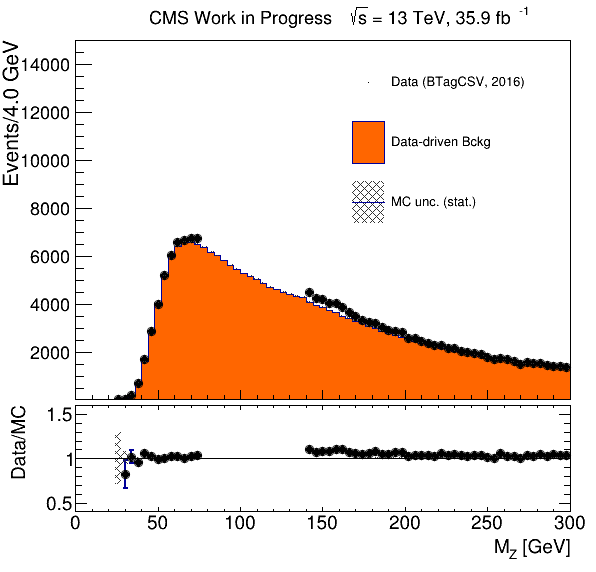 CMS Work in Progress √s = 13 TeV, 35.9 fb -1
Events/4.0 GeV
14000
12000
10000
8000
6000
4000
2000
Data (BTagCSV, 2016)
Data-driven Bckg
MC unc. (stat.)
Data/MC
1.5
1
0.5
0 50 100 150 200 250 300
M_Z [GeV]